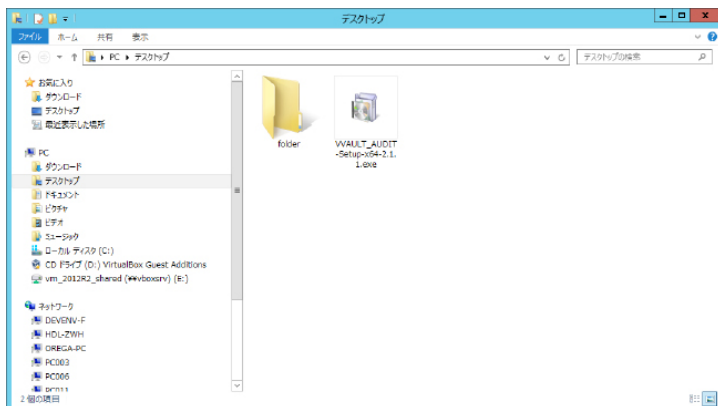 デスクトップ
ファイル ホーム 共有 表示
PC デスクトップ デスクトップの検索
お気に入り
ダウンロード
デスクトップ
最近表示した場所
PC
ダウンロード
デスクトップ
ドキュメント
ピクチャ
ビデオ
ミュージック
ローカル ディスク (C:)
CD ドライブ (D:) VirtualBox Guest Additions
vm_2012R2_shared (¥¥vboxsrv) (E:)
ネットワーク
DEVENV-F
HDL-ZWH
OREGA-PC
PC003
PC006
PC011
folder
VVAULT_AUDIT
-Setup-x64-2.1.
1.exe
2 個の項目